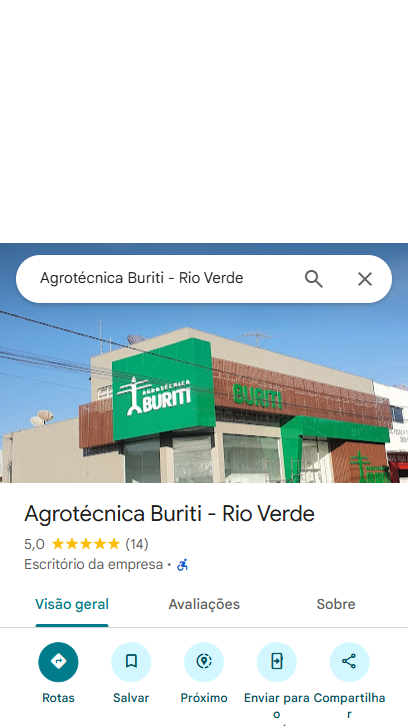 Agrotécnica Buriti - Rio Verde
AGROTÉCNICA
BURITI
BURITI
Agrotécnica Buriti - Rio Verde
5,0 (14)
Escritório da empresa ·
Visão geral
Avaliações
Sobre
Rotas
Salvar
Próximo
Enviar para
o
Compartilha
r